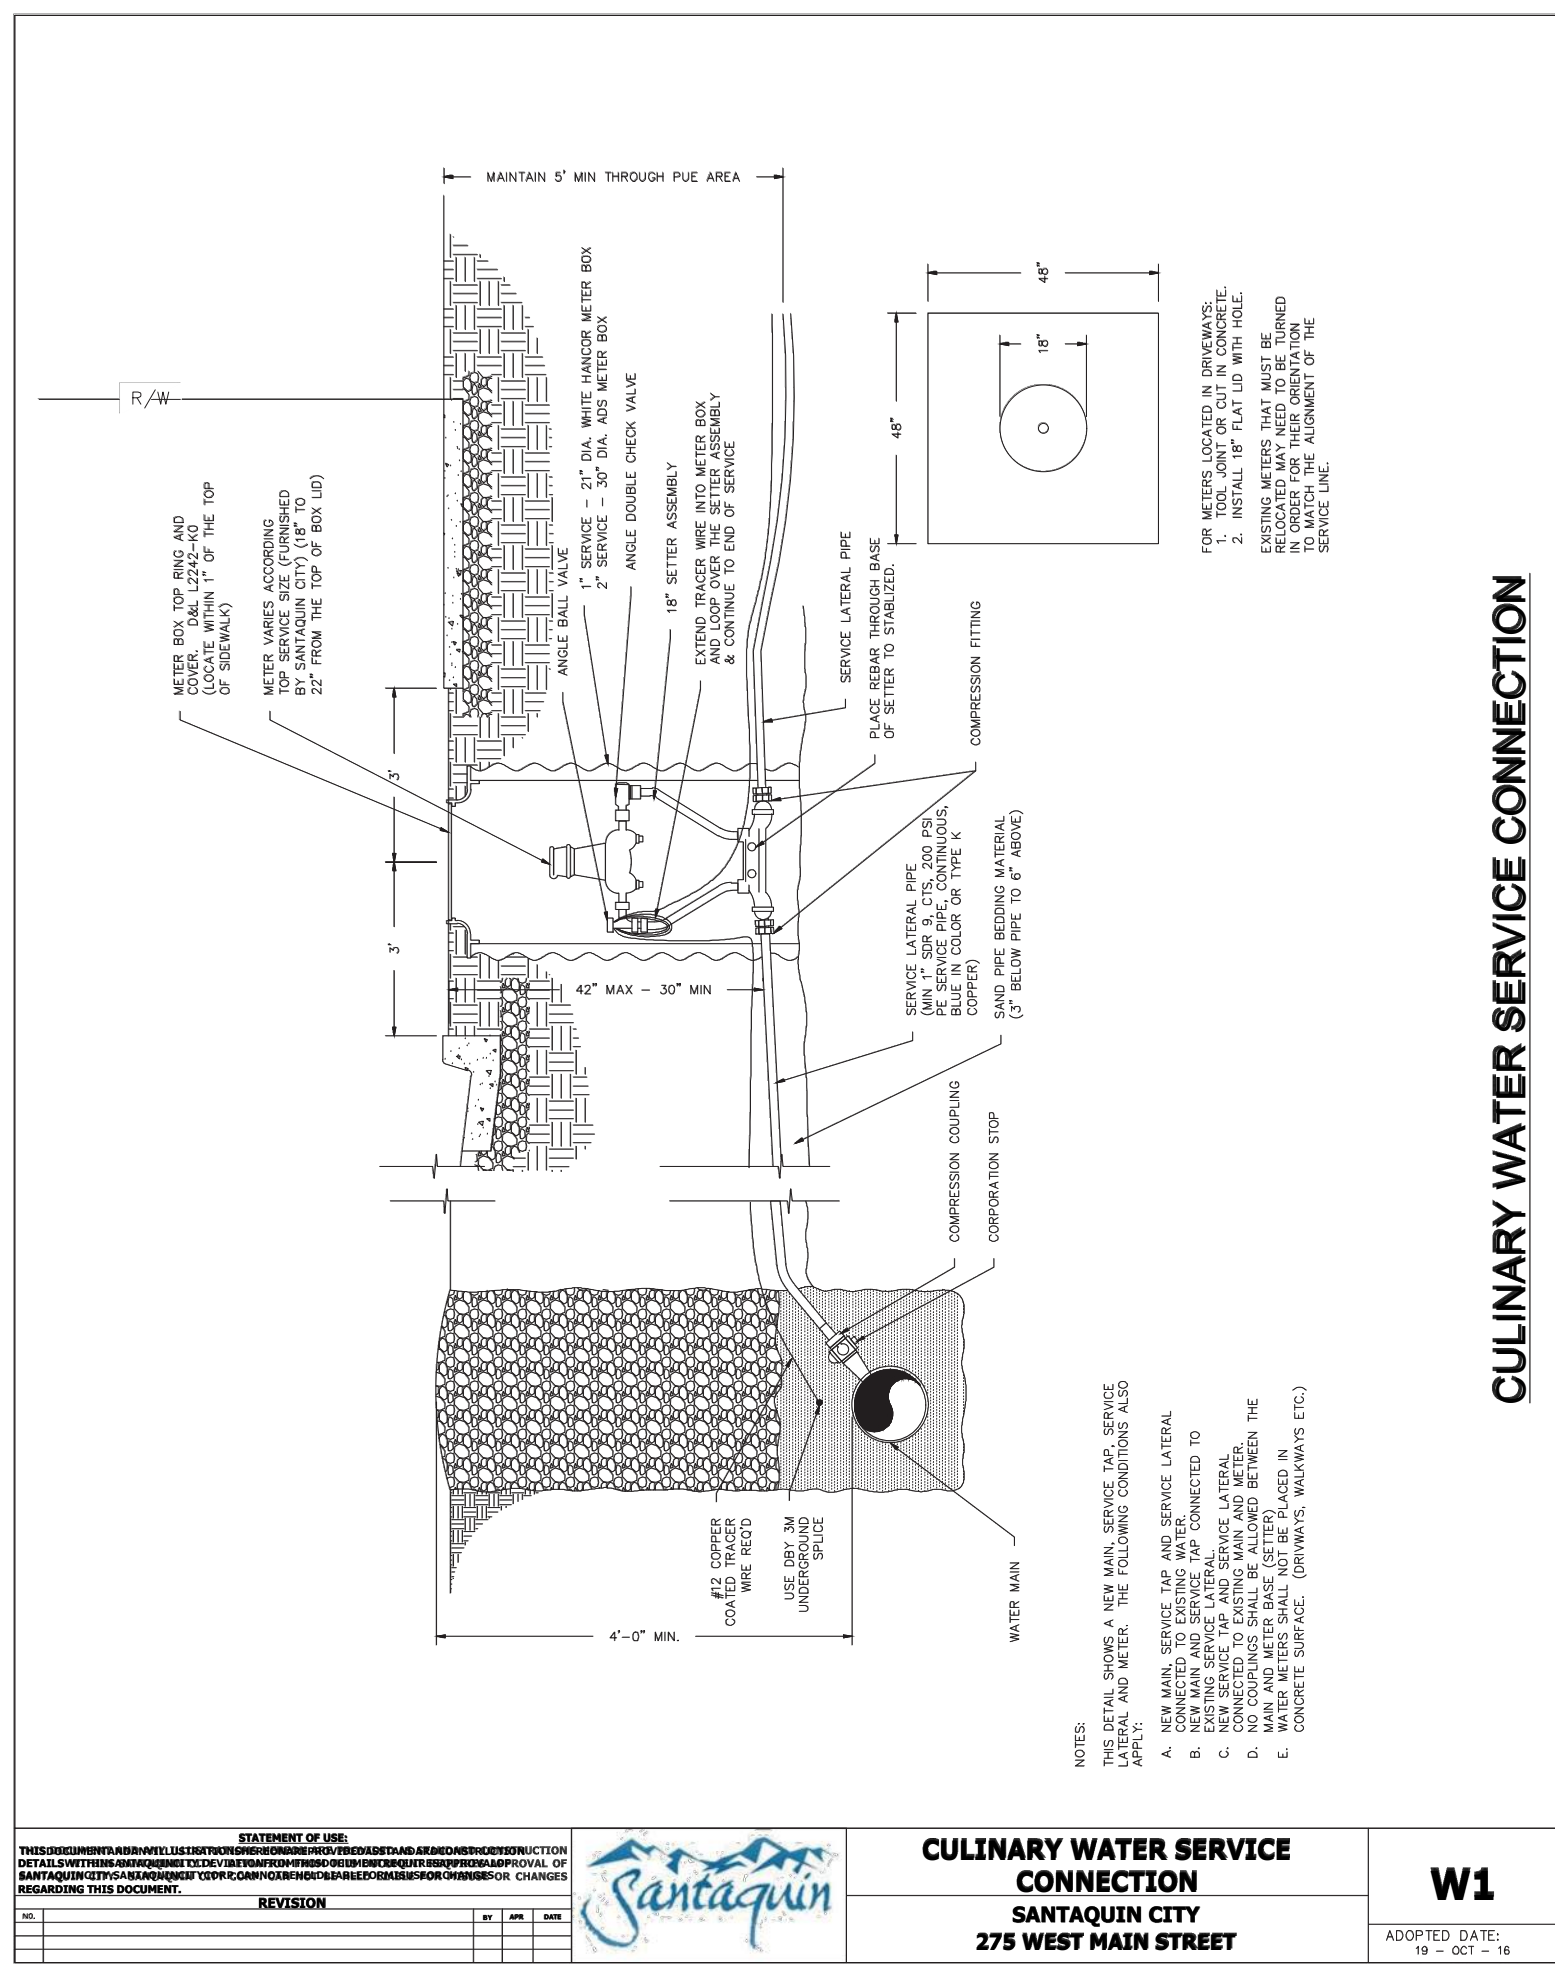 R/W
MAINTAIN 5' MIN THROUGH PUE AREA
METER BOX TOP RING AND
COVER. D&L L2242-K0
(LOCATE WITHIN 1" OF THE TOP
OF SIDEWALK)
METER VARIES ACCORDING
TOP SERVICE SIZE (FURNISHED
BY SANTAQUIN CITY) (18" TO
22" FROM THE TOP OF BOX LID)
3'
3'
ANGLE BALL VALVE
1" SERVICE - 21" DIA. WHITE HANCOR METER BOX
2" SERVICE - 30" DIA. ADS METER BOX
ANGLE DOUBLE CHECK VALVE
18" SETTER ASSEMBLY
EXTEND TRACER WIRE INTO METER BOX
AND LOOP OVER THE SETTER ASSEMBLY
& CONTINUE TO END OF SERVICE
SERVICE LATERAL PIPE
PLACE REBAR THROUGH BASE
OF SETTER TO STABLIZED.
COMPRESSION FITTING
42" MAX - 30" MIN
SERVICE LATERAL PIPE
(MIN 1" SDR 9, CTS, 200 PSI
PE SERVICE PIPE, CONTINUOUS,
BLUE IN COLOR OR TYPE K
COPPER)
SAND PIPE BEDDING MATERIAL
(3" BELOW PIPE TO 6" ABOVE)
COMPRESSION COUPLING
CORPORATION STOP
48"
48"
18"
FOR METERS LOCATED IN DRIVEWAYS:
1. TOOL JOINT OR CUT IN CONCRETE.
2. INSTALL 18" FLAT LID WITH HOLE.
EXISTING METERS THAT MUST BE
RELOCATED MAY NEED TO BE TURNED
IN ORDER FOR THEIR ORIENTATION
TO MATCH THE ALIGNMENT OF THE
SERVICE LINE.
#12 COPPER
COATED TRACER
WIRE REQ'D
USE DBY 3M
UNDERGROUND
SPLICE
WATER MAIN
4'-0" MIN.
NOTES:
THIS DETAIL SHOWS A NEW MAIN, SERVICE TAP, SERVICE
LATERAL AND METER. THE FOLLOWING CONDITIONS ALSO
APPLY:
A. NEW MAIN, SERVICE TAP AND SERVICE LATERAL
CONNECTED TO EXISTING WATER.
B. NEW MAIN AND SERVICE TAP CONNECTED TO
EXISTING SERVICE LATERAL.
C. NEW SERVICE TAP AND SERVICE LATERAL
CONNECTED TO EXISTING MAIN AND METER.
D. NO COUPLINGS SHALL BE ALLOWED BETWEEN THE
MAIN AND METER BASE (SETTER)
E. WATER METERS SHALL NOT BE PLACED IN
CONCRETE SURFACE. (DRIVWAYS, WALKWAYS ETC.)
CULINARY WATER SERVICE CONNECTION
STATEMENT OF USE:
REGARDING THIS DOCUMENT.
REVISION
NO. BY APR DATE
Santaquin
CULINARY WATER SERVICE
CONNECTION
SANTAQUIN CITY
275 WEST MAIN STREET
W1
ADOPTED DATE:
19 - OCT - 16